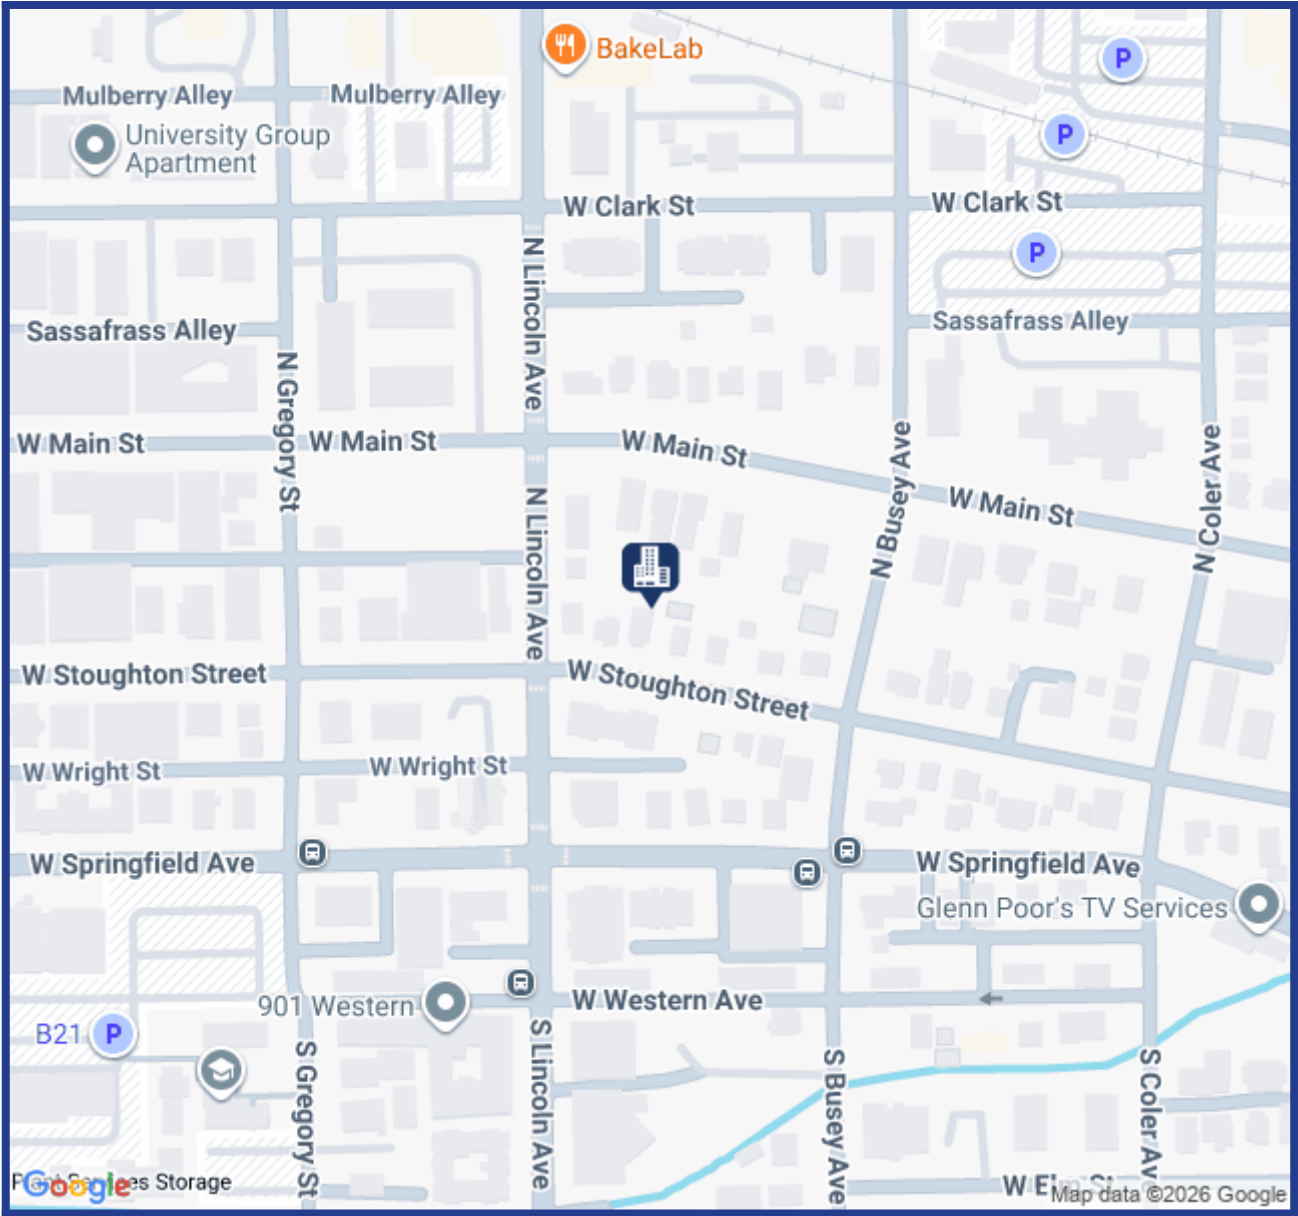 BakeLab
P
Mulberry Alley
Mulberry Alley
P
University Group
Apartment
W Clark St
W Clark St
P
N Lincoln Ave
Sassafrass Alley
Sassafrass Alley
N Gregory St
W Main St
W Main St
W Main St
N Busey Ave
N Coler Ave
W Main St
N Lincoln Ave
W Stoughton Street
W Stoughton Street
W Wright St
W Wright St
W Springfield Ave
W Springfield Ave
Glenn Poor's TV Services
901 Western
W Western Ave
B21
P
S Gregory St
S Lincoln Ave
S Busey Ave
S Coler Av
Google
es Storage
W
Map data ©2026 Google